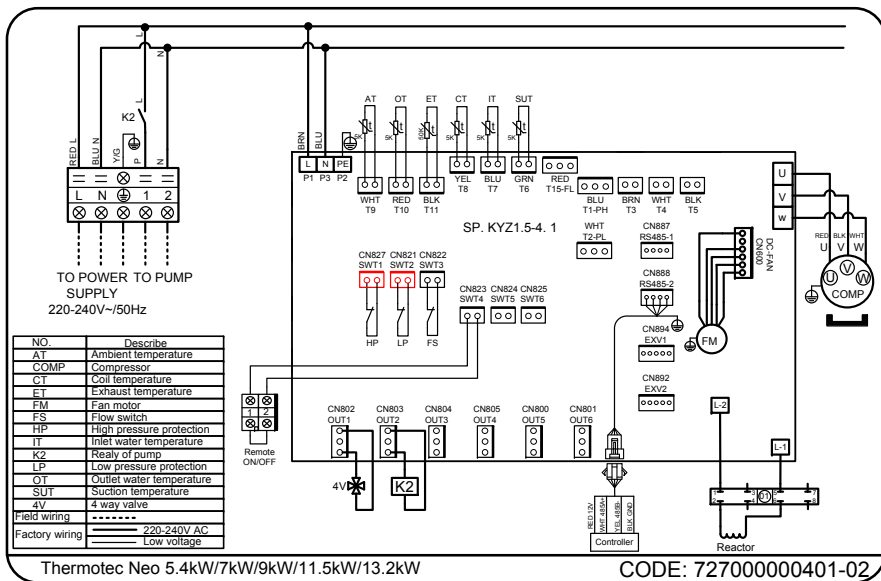 L
N
K2
L
RED L
BLU N
Y/G
P
N
L N 1 2
TO POWER SUPPLY
TO PUMP
220-240V~/50Hz
BRN
BLU
L N PE
P1 P3 P2
AT OT ET CT IT SUT
5K 5K 50K 5K 5K 5K
WHT T9
RED T10
BLK T11
YEL T8
BLU T7
GRN T6
RED T15-FL
BLU T1-PH
BRN T3
WHT T4
BLK T5
SP. KYZ1.5-4. 1
WHT T2-PL
CN887 RS485-1
CN888 RS485-2
CN894 EXV1
CN892 EXV2
CN827 SWT1
CN821 SWT2
CN822 SWT3
HP LP FS
CN823 SWT4
CN824 SWT5
CN825 SWT6
DC-FAN CN600
FM
U
V
w
RED BLK WHT
U V W
V
U W
COMP
NO. Describe
AT Ambient temperature
COMP Compressor
CT Coil temperature
ET Exhaust temperature
FM Fan motor
FS Flow switch
HP High pressure protection
IT Inlet water temperature
K2 Realy of pump
LP Low pressure protection
OT Outlet water temperature
SUT Suction temperature
4V 4 way valve
Field wiring
Factory wiring 220-240V AC
Low voltage
1 2
Remote ON/OFF
CN802 OUT1
CN803 OUT2
CN804 OUT3
CN805 OUT4
CN800 OUT5
CN801 OUT6
4V
K2
RED 12V
WHT 485A+
YEL 485B-
BLK GND
Controller
L-2
L-1
1 3 5 7
01
2 4 6 8
Reactor
Thermotec Neo 5.4kW/7kW/9kW/11.5kW/13.2kW
CODE: 727000000401-02